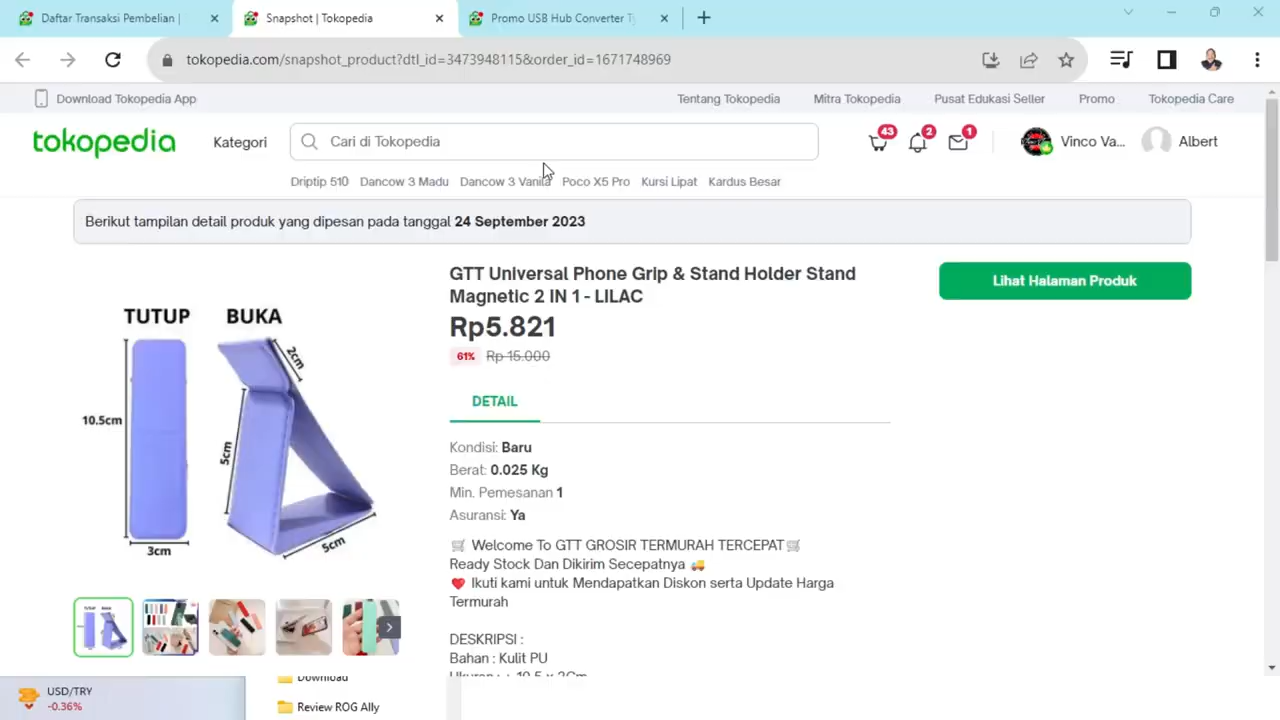 Daftar Transaksi Pembelian |
Snapshot | Tokopedia
Promo USB Hub Converter Ty
tokopedia.com/snapshot_product?dtl_id=3473948115&order_id=1671748969
Download Tokopedia App
Tentang Tokopedia
Mitra Tokopedia
Pusat Edukasi Seller
Promo
Tokopedia Care
tokopedia
Kategori
Cari di Tokopedia
43
2
1
Vinco Va...
Albert
Driptip 510
Dancow 3 Madu
Dancow 3 Vanila
Poco X5 Pro
Kursi Lipat
Kardus Besar
Berikut tampilan detail produk yang dipesan pada tanggal 24 September 2023
TUTUP
BUKA
2cm
10.5cm
5cm
3cm
5cm
GTT Universal Phone Grip & Stand Holder Stand
Magnetic 2 IN 1 - LILAC
Rp5.821
61% Rp 15.000
Lihat Halaman Produk
DETAIL
Kondisi: Baru
Berat: 0.025 Kg
Min. Pemesanan 1
Asuransi: Ya
🛒 Welcome To GTT GROSIR TERMURAH TERCEPAT🛒
Ready Stock Dan Dikirim Secepatnya 🚚
❤️ Ikuti kami untuk Mendapatkan Diskon serta Update Harga
Termurah
DESKRIPSI :
Bahan : Kulit PU
USD/TRY
-0.36%
Download
Review ROG Ally